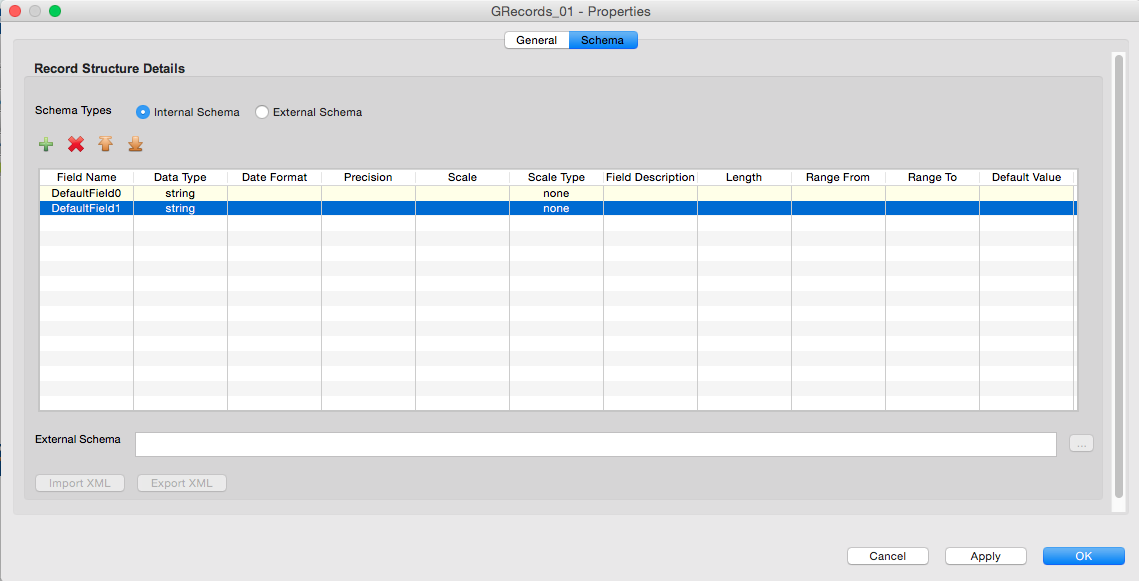 GRecords_01 - Properties
General Schema
Record Structure Details
Schema Types Internal Schema External Schema
Field Name Data Type Date Format Precision Scale Scale Type Field Description Length Range From Range To Default Value
DefaultField0 string none
DefaultField1 string none
External Schema ...
Import XML Export XML
Cancel Apply OK